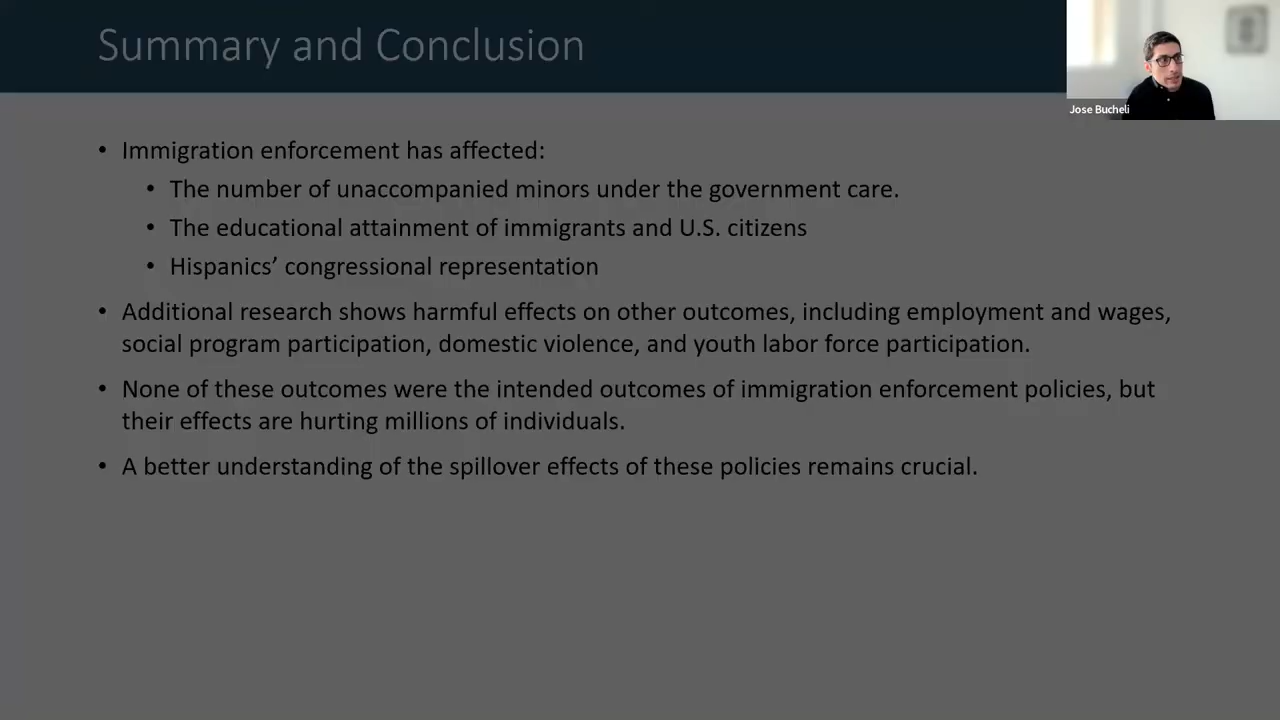 Summary and Conclusion
Jose Bucheli
• Immigration enforcement has affected:
• The number of unaccompanied minors under the government care.
• The educational attainment of immigrants and U.S. citizens
• Hispanics’ congressional representation
• Additional research shows harmful effects on other outcomes, including employment and wages,
social program participation, domestic violence, and youth labor force participation.
• None of these outcomes were the intended outcomes of immigration enforcement policies, but
their effects are hurting millions of individuals.
• A better understanding of the spillover effects of these policies remains crucial.